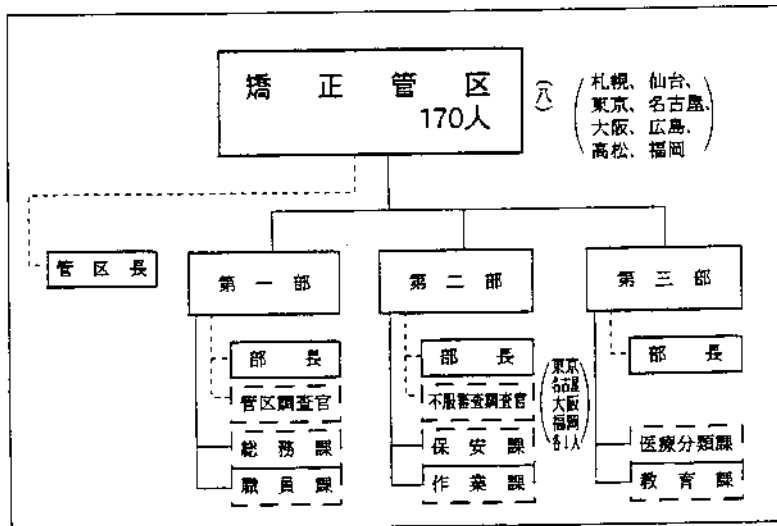 矯正管区
170人
(八)
(札幌、仙台、
東京、名古屋、
大阪、広島、
高松、福岡)
管区長
第一部
第二部
第三部
部長
管区調査官
総務課
職員課
部長
不服審査調査官
(東京
名古屋
大阪
福岡
各1人)
保安課
作業課
部長
医療分類課
教育課